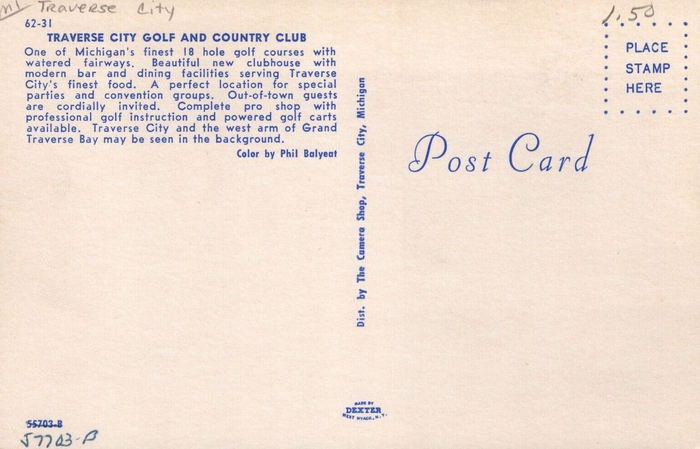 MI Traverse City
1.50
62-31
TRAVERSE CITY GOLF AND COUNTRY CLUB
One of Michigan's finest 18 hole golf courses with
watered fairways. Beautiful new clubhouse with
modern bar and dining facilities serving Traverse
City's finest food. A perfect location for special
parties and convention groups. Out-of-town guests
are cordially invited. Complete pro shop with
professional golf instruction and powered golf carts
available. Traverse City and the west arm of Grand
Traverse Bay may be seen in the background.
Color by Phil Balyeat
Dist. by The Camera Shop, Traverse City, Michigan
PLACE
STAMP
HERE
Post Card
MADE BY
DEXTER
WEST NYACK, N.Y.
55703-B
57703-B